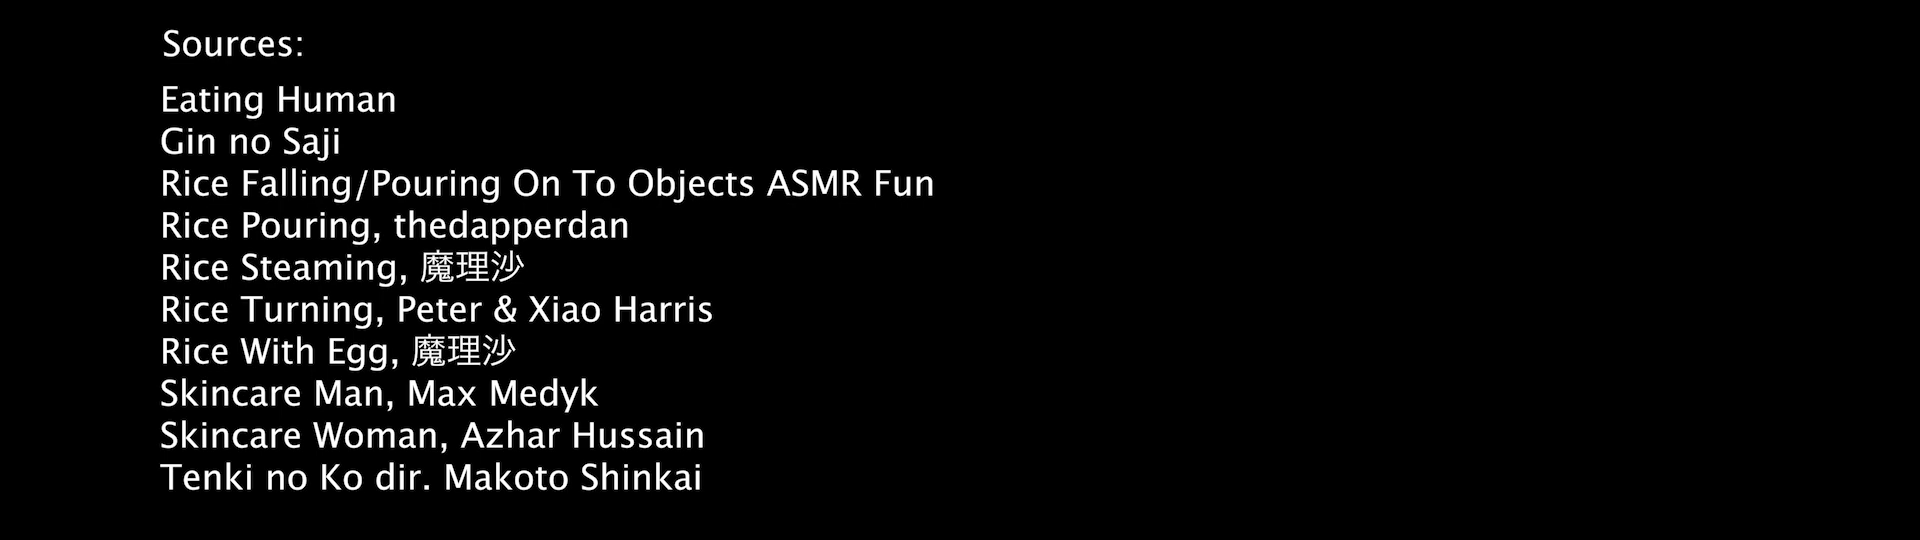 Sources:
Eating Human
Gin no Saji
Rice Falling/Pouring On To Objects ASMR Fun
Rice Pouring, thedapperdan
Rice Steaming, 魔理沙
Rice Turning, Peter & Xiao Harris
Rice With Egg, 魔理沙
Skincare Man, Max Medyk
Skincare Woman, Azhar Hussain
Tenki no Ko dir. Makoto Shinkai